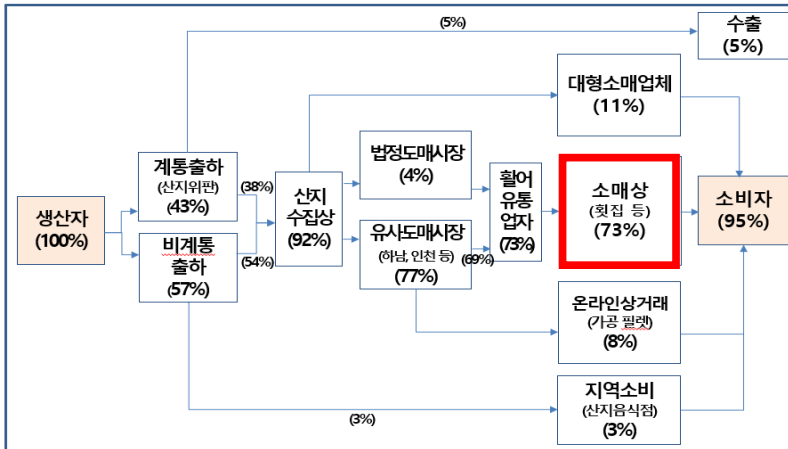 (5%)
수출
(5%)
대형소매업체
(11%)
계통출하
(산지위판)
(43%)
(38%)
산지
수집상
(92%)
법정도매시장
(4%)
활어
유통
업자
(73%)
소매상
(횟집 등)
(73%)
소비자
(95%)
생산자
(100%)
비계통
출하
(57%)
(54%)
유사도매시장
(하남, 인천 등)
(77%)
(69%)
온라인상거래
(가공 필렛)
(8%)
지역소비
(산지음식점)
(3%)
(3%)